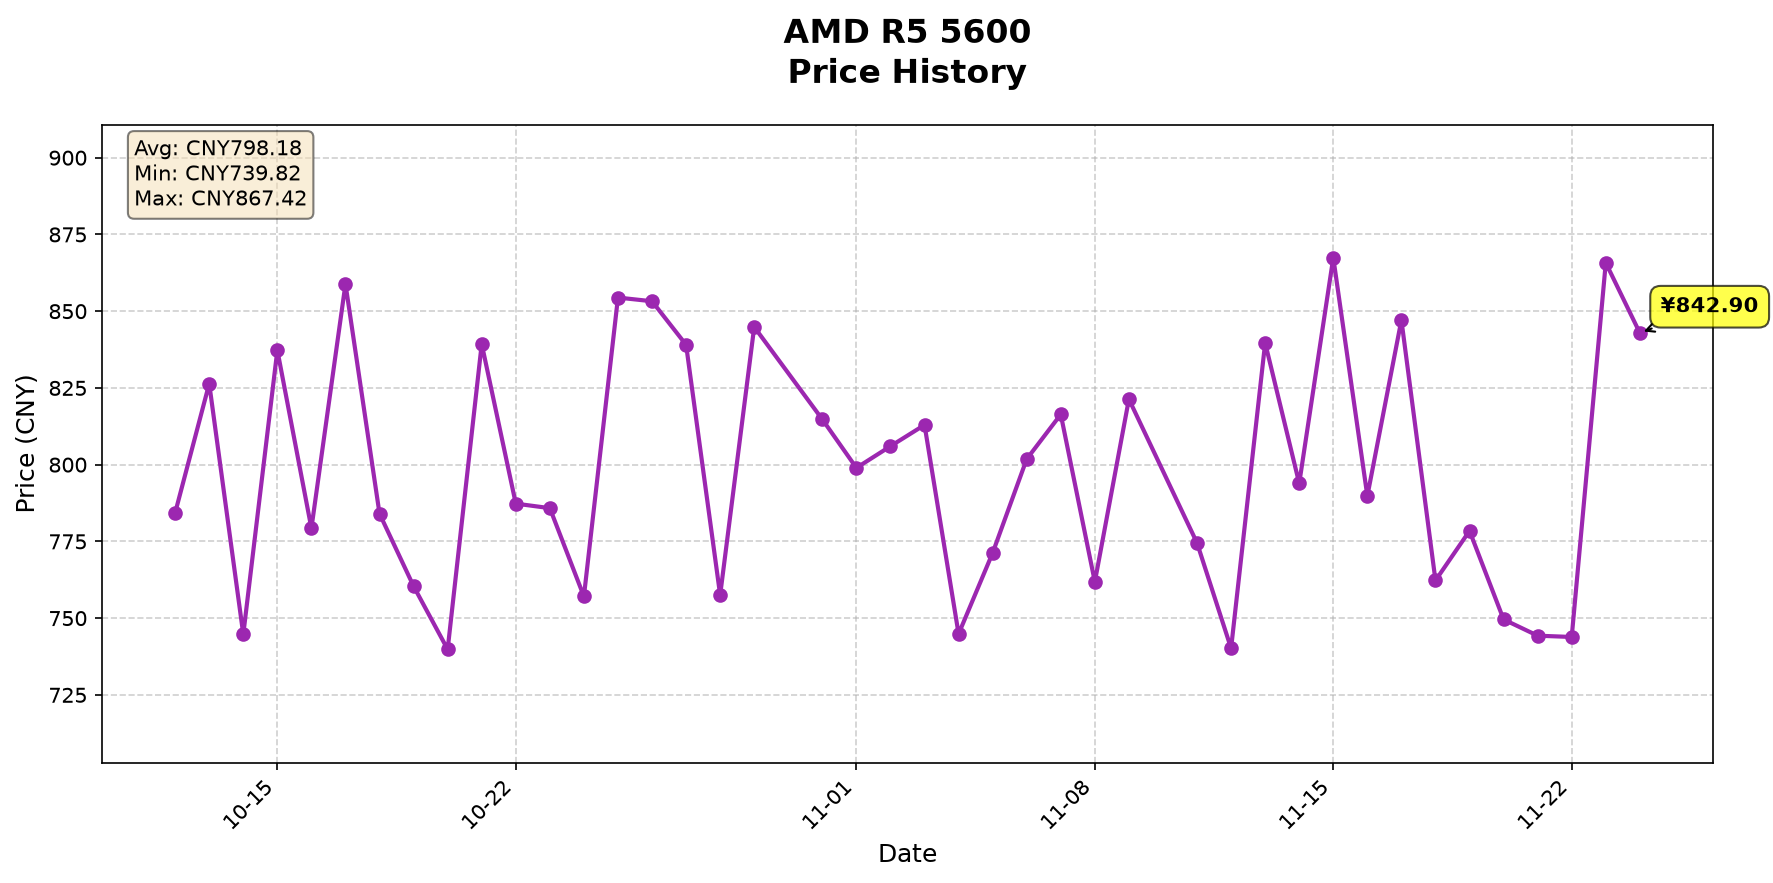 AMD R5 5600
Price History
Avg: CNY798.18
Min: CNY739.82
Max: CNY867.42
¥842.90
Price (CNY)
900
875
850
825
800
775
750
725
10-15
10-22
11-01
11-08
11-15
11-22
Date